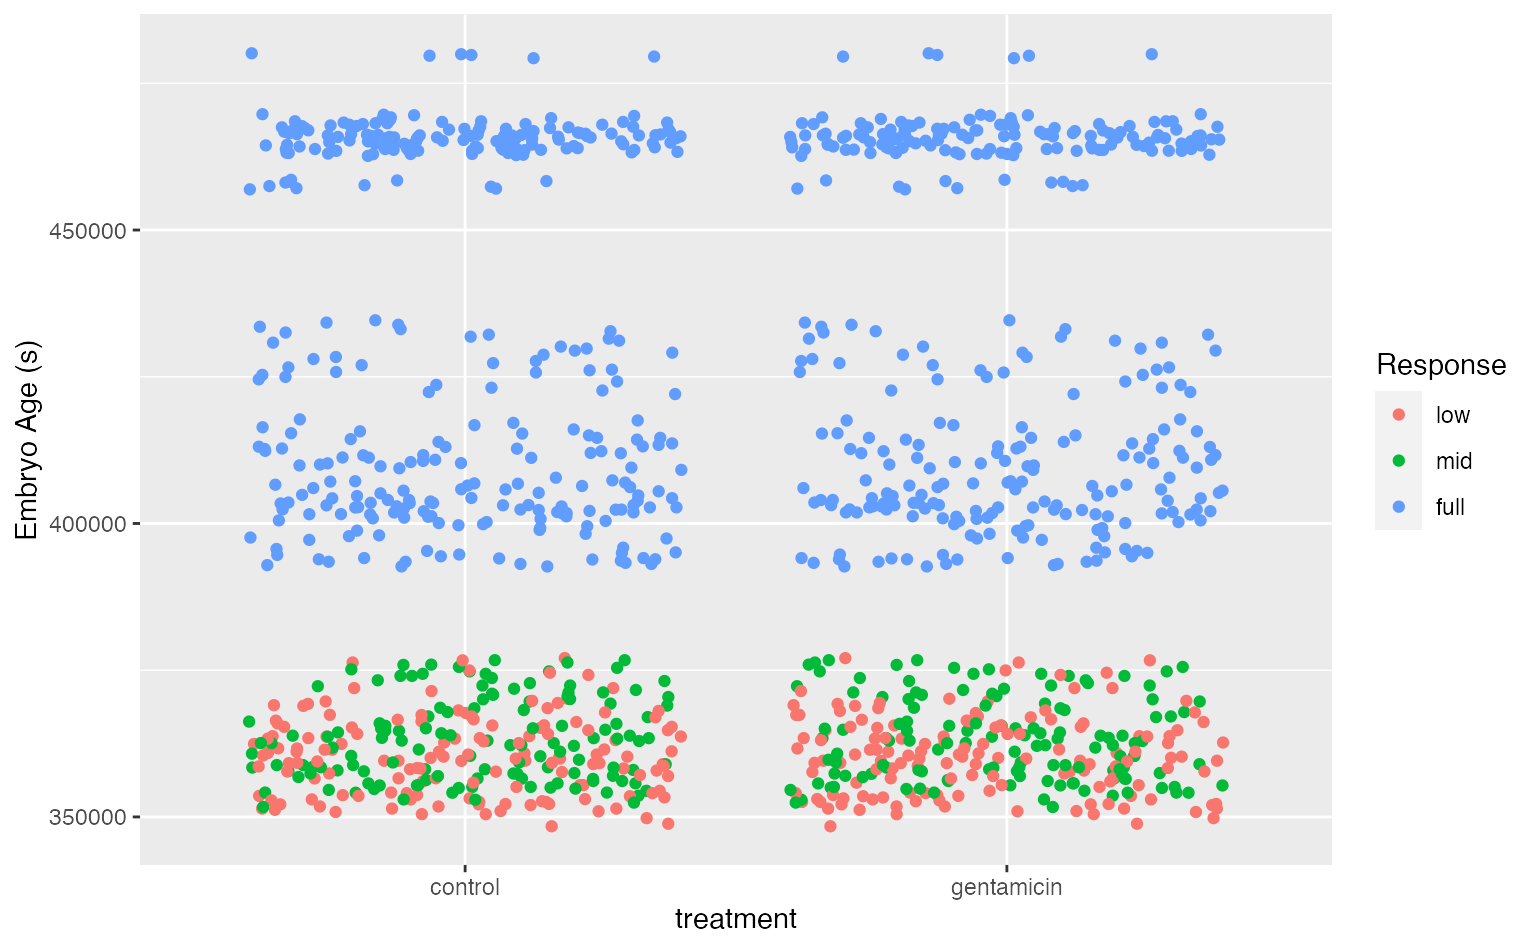 450000
400000
350000
Embryo Age (s)
control
gentamicin
treatment
Response
low
mid
full